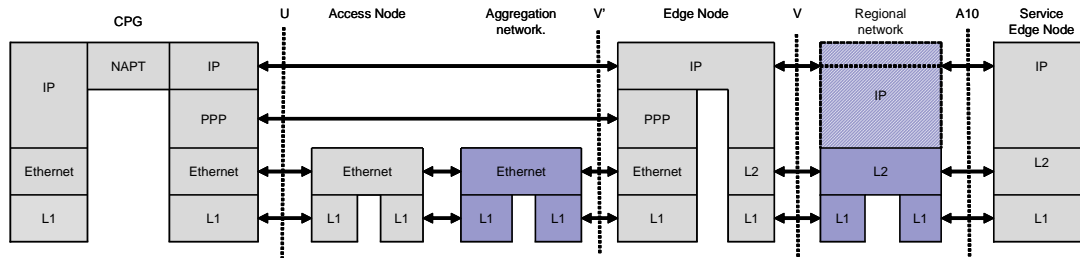 CPG
U
Access Node
Aggregation
network.
V'
Edge Node
V
Regional
network
A10
Service
Edge Node
IP
NAPT
IP
PPP
Ethernet
Ethernet
L1
L1
Ethernet
L1
L1
Ethernet
L1
L1
IP
PPP
Ethernet
L2
L1
L1
IP
L2
L1
L1
IP
L2
L1